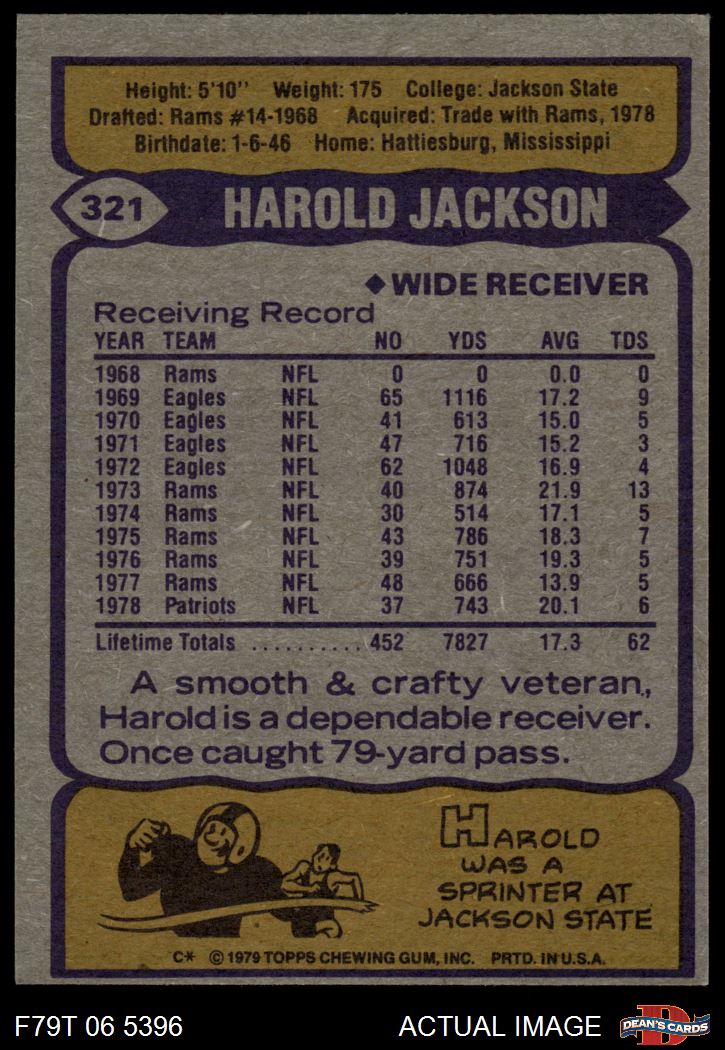 Height: 5'10" Weight: 175 College: Jackson State
Drafted: Rams #14-1968 Acquired: Trade with Rams, 1978
Birthdate: 1-6-46 Home: Hattiesburg, Mississippi
321 HAROLD JACKSON
◆WIDE RECEIVER
Receiving Record
YEAR TEAM NO YDS AVG TDS
1968 Rams NFL 0 0 0.0 0
1969 Eagles NFL 65 1116 17.2 9
1970 Eagles NFL 41 613 15.0 5
1971 Eagles NFL 47 716 15.2 3
1972 Eagles NFL 62 1048 16.9 4
1973 Rams NFL 40 874 21.9 13
1974 Rams NFL 30 514 17.1 5
1975 Rams NFL 43 786 18.3 7
1976 Rams NFL 39 751 19.3 5
1977 Rams NFL 48 666 13.9 5
1978 Patriots NFL 37 743 20.1 6
Lifetime Totals .......... 452 7827 17.3 62
A smooth & crafty veteran,
Harold is a dependable receiver.
Once caught 79-yard pass.
HAROLD
WAS A
SPRINTER AT
JACKSON STATE
C* © 1979 TOPPS CHEWING GUM, INC. PRTD. IN U.S.A.
F79T 06 5396 ACTUAL IMAGE D DEAN'S CARDS